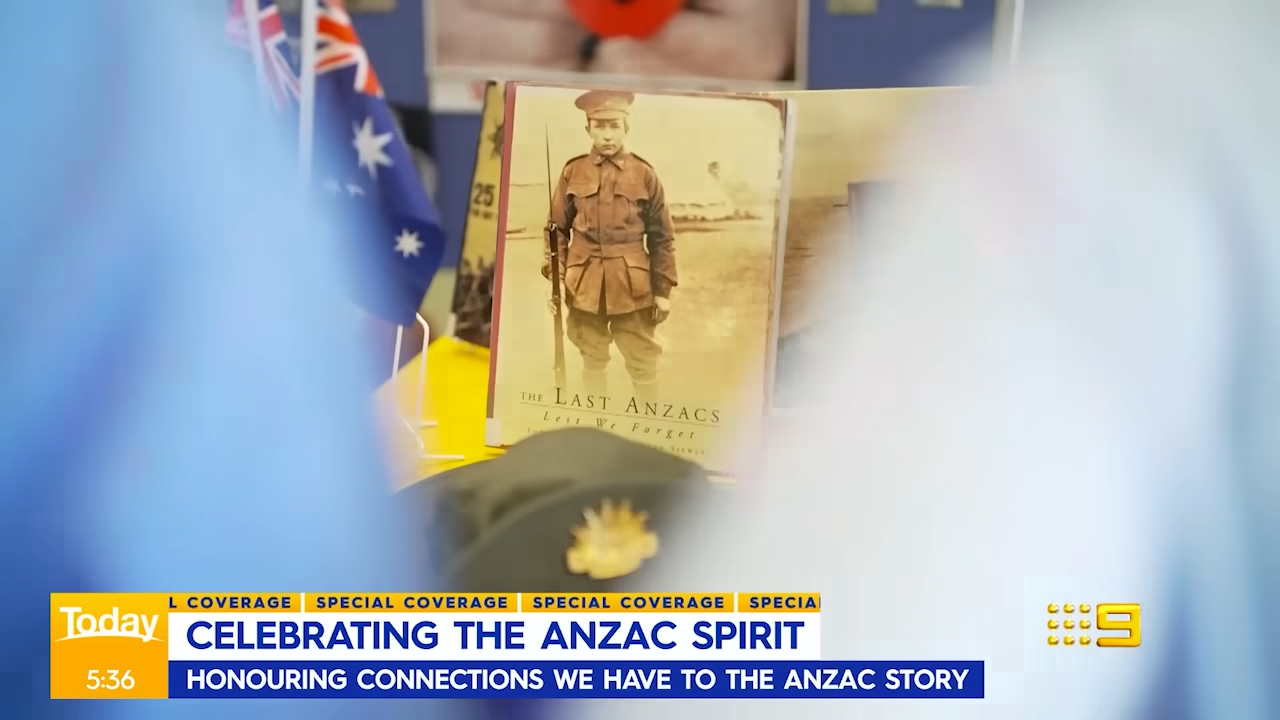 25
THE LAST ANZACS
Lest We Forget
L COVERAGE SPECIAL COVERAGE SPECIAL COVERAGE SPECIA
Today
CELEBRATING THE ANZAC SPIRIT
9
5:36
HONOURING CONNECTIONS WE HAVE TO THE ANZAC STORY